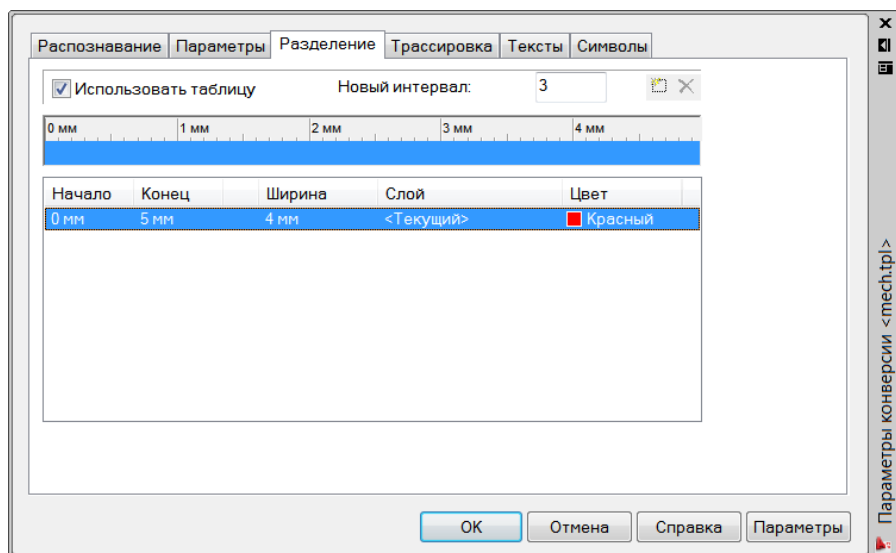 Распознавание Параметры Разделение Трассировка Тексты Символы
Использовать таблицу Новый интервал: 3
0 мм 1 мм 2 мм 3 мм 4 мм
Начало Конец Ширина Слой Цвет
0 мм 5 мм 4 мм <Текущий> Красный
OK Отмена Справка Параметры
Параметры конверсии <mech.tpl>